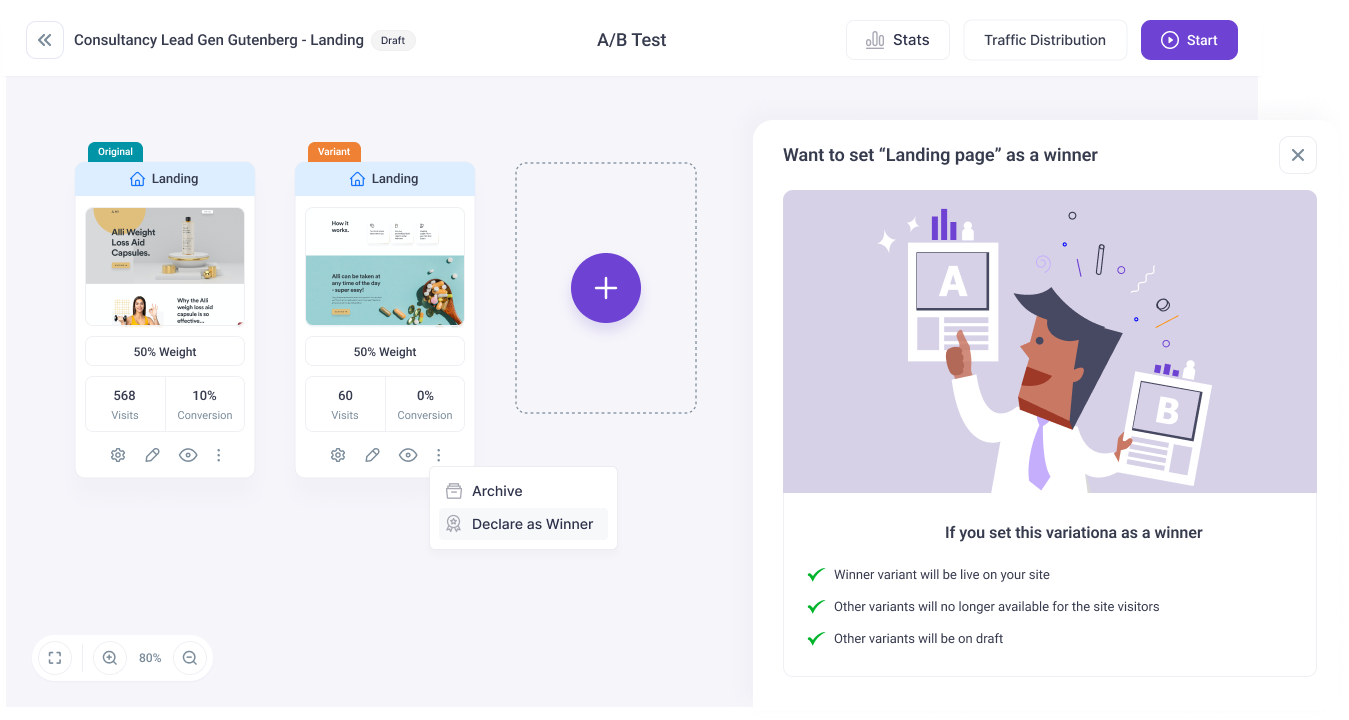 Consultancy Lead Gen Gutenberg - Landing
Draft
A/B Test
Stats
Traffic Distribution
Start
Original
Landing
Alli Weight
Loss Aid
Capsules.
Why the Alli
weigh loss aid
capsule is so
effective...
50% Weight
568
Visits
10%
Conversion
Variant
Landing
How it
works.
Alli can be taken at
any time of the day
- super easy!
50% Weight
60
Visits
0%
Conversion
Archive
Declare as Winner
80%
Want to set “Landing page” as a winner
A
B
If you set this variationa as a winner
Winner variant will be live on your site
Other variants will no longer available for the site visitors
Other variants will be on draft